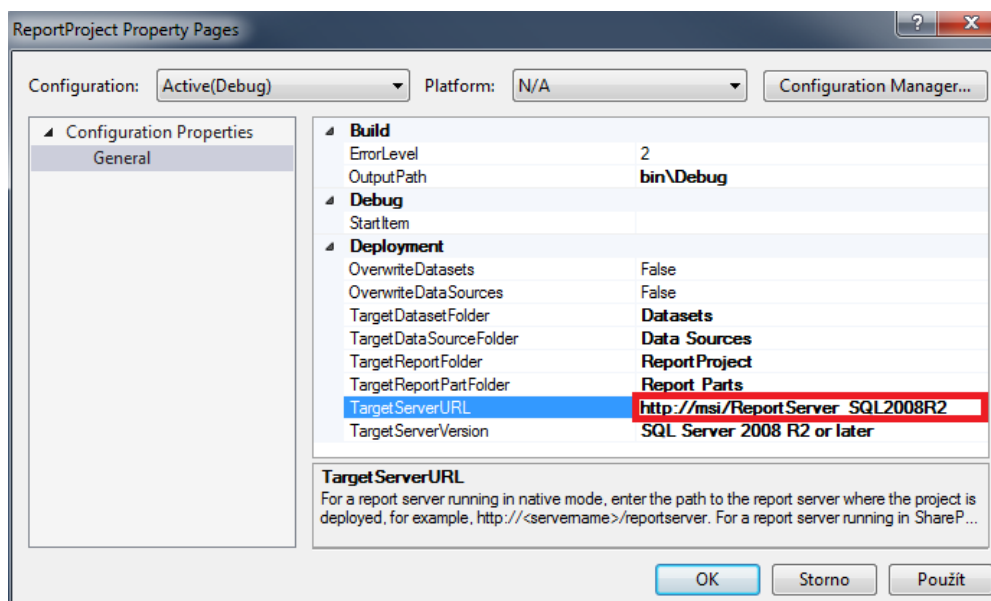 ReportProject Property Pages
?
x
Configuration: Active(Debug) Platform: N/A Configuration Manager...
Configuration Properties
General
Build
ErrorLevel 2
OutputPath bin\Debug
Debug
StartItem
Deployment
OverwriteDatasets False
OverwriteDataSources False
TargetDatasetFolder Datasets
TargetDataSourceFolder Data Sources
TargetReportFolder ReportProject
TargetReportPartFolder Report Parts
TargetServerURL http://msi/ReportServer_SQL2008R2
TargetServerVersion SQL Server 2008 R2 or later
TargetServerURL
For a report server running in native mode, enter the path to the report server where the project is
deployed, for example, http://<servername>/reportserver. For a report server running in ShareP...
OK Storno Použít